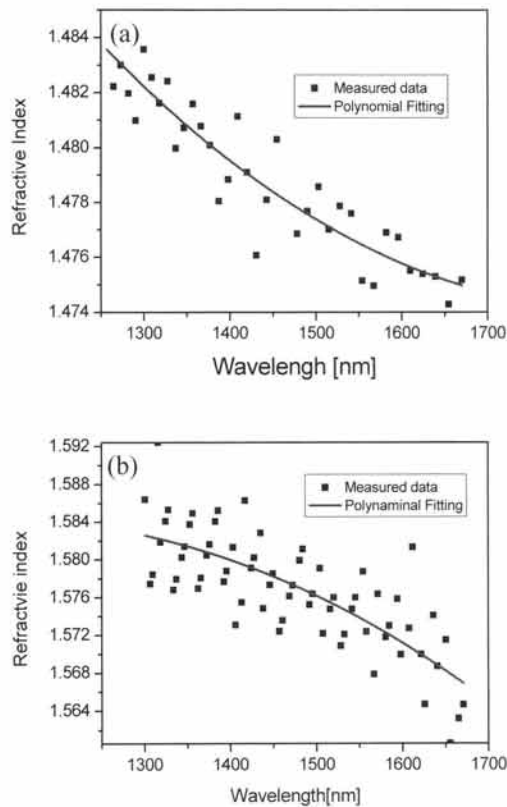 (a)
1.484
1.482
1.480
1.478
1.476
1.474
Refractive Index
Measured data
Polynomial Fitting
1300 1400 1500 1600 1700
Wavelengh [nm]
(b)
1.592
1.588
1.584
1.580
1.576
1.572
1.568
1.564
Refractvie index
Measured data
Polynaminal Fitting
1300 1400 1500 1600 1700
Wavelength[nm]